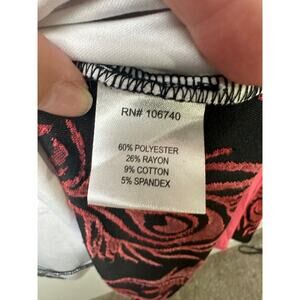 RN# 106740
60% POLYESTER
26% RAYON
9% COTTON
5% SPANDEX